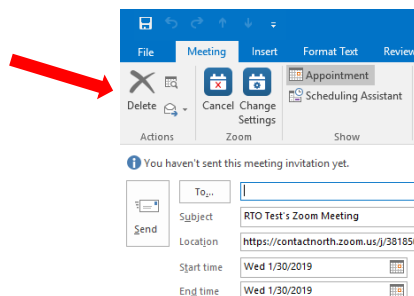 File Meeting Insert Format Text Review
Appointment
Scheduling Assistant
Delete Cancel Change
Settings
Actions Zoom Show
You haven't sent this meeting invitation yet.
To...
Subject RTO Test's Zoom Meeting
Send
Location https://contactnorth.zoom.us/j/38185
Start time Wed 1/30/2019
End time Wed 1/30/2019